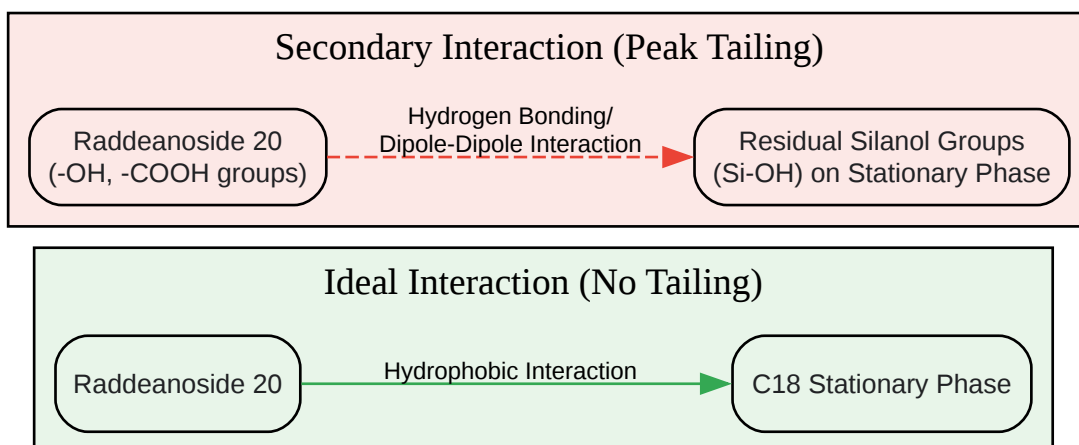 Secondary Interaction (Peak Tailing)
Raddeanoside 20
(-OH, -COOH groups)
Hydrogen Bonding/
Dipole-Dipole Interaction
Residual Silanol Groups
(Si-OH) on Stationary Phase
Ideal Interaction (No Tailing)
Raddeanoside 20
Hydrophobic Interaction
C18 Stationary Phase